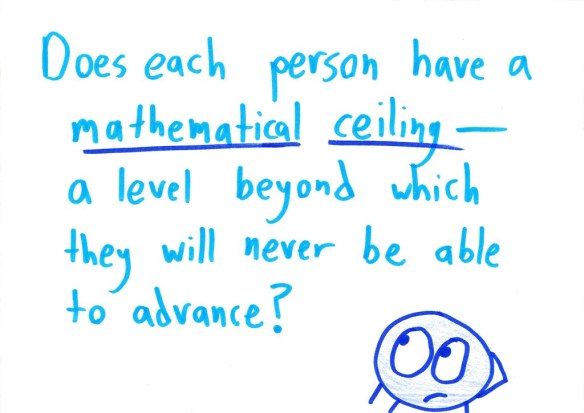 Does each person have a
mathematical ceiling —
a level beyond which
they will never be able
to advance?